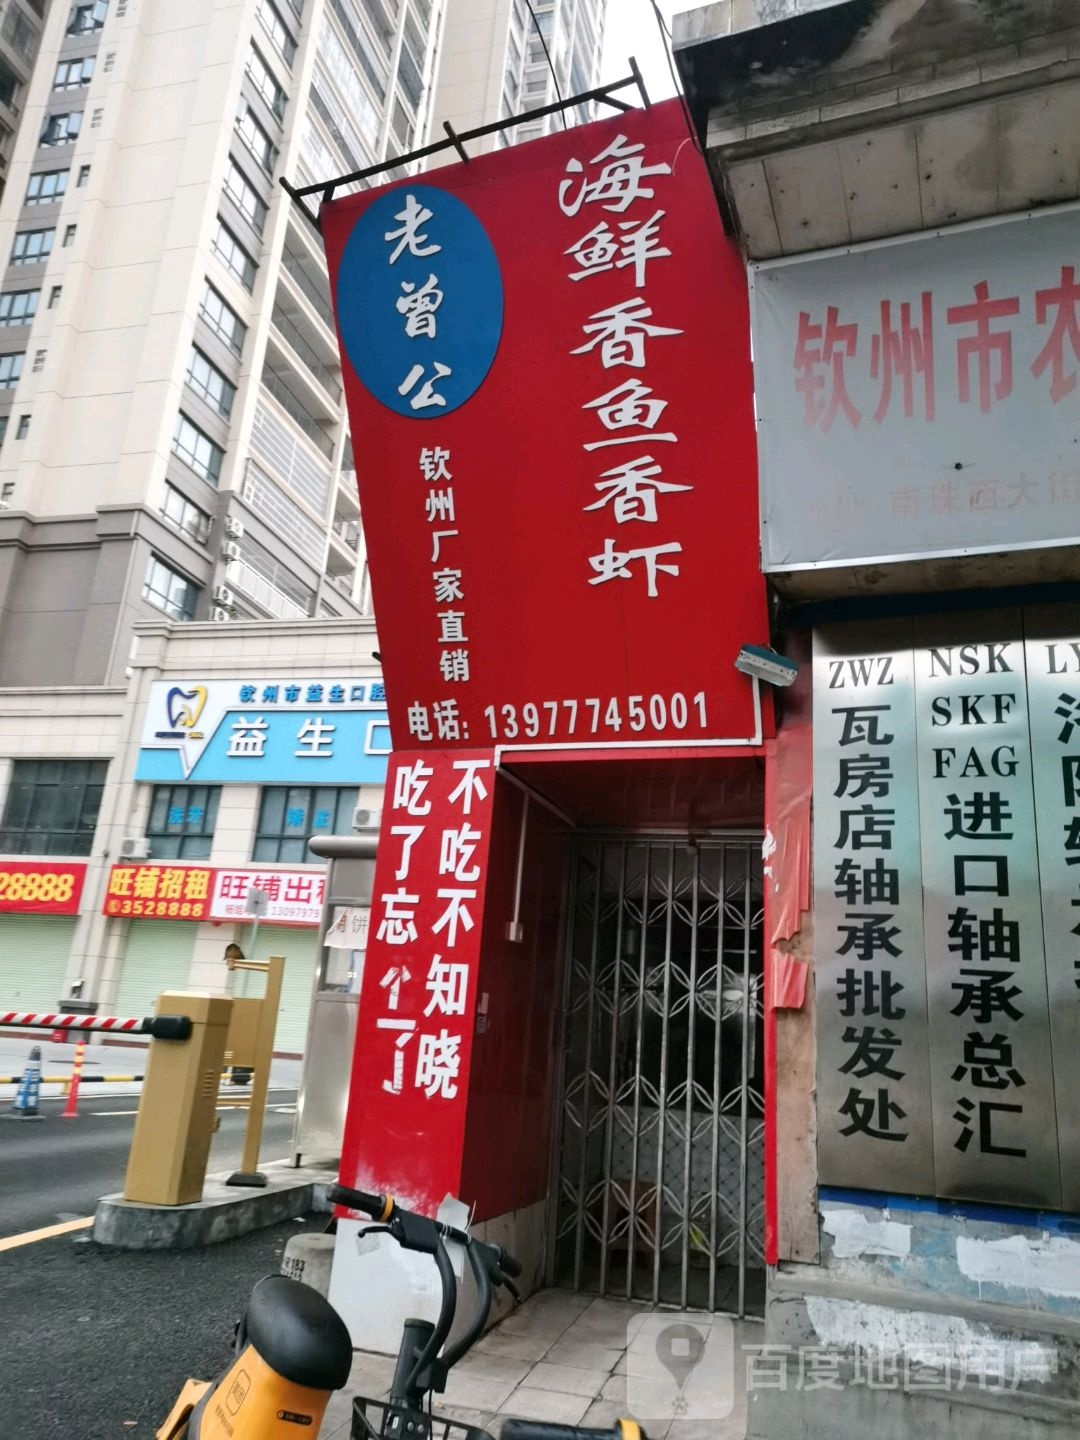 海鲜香鱼香虾
老曾公
钦州厂家直销
电话: 13977745001
不吃不知晓
吃了忘不了
钦州市农
南珠西大街
ZWZ
瓦房店轴承批发处
NSK
SKF
FAG
进口轴承总汇
LY
钦州市益生口腔
益生口
28888
旺铺招租
3528888
旺铺出租
饼
百度地图用户